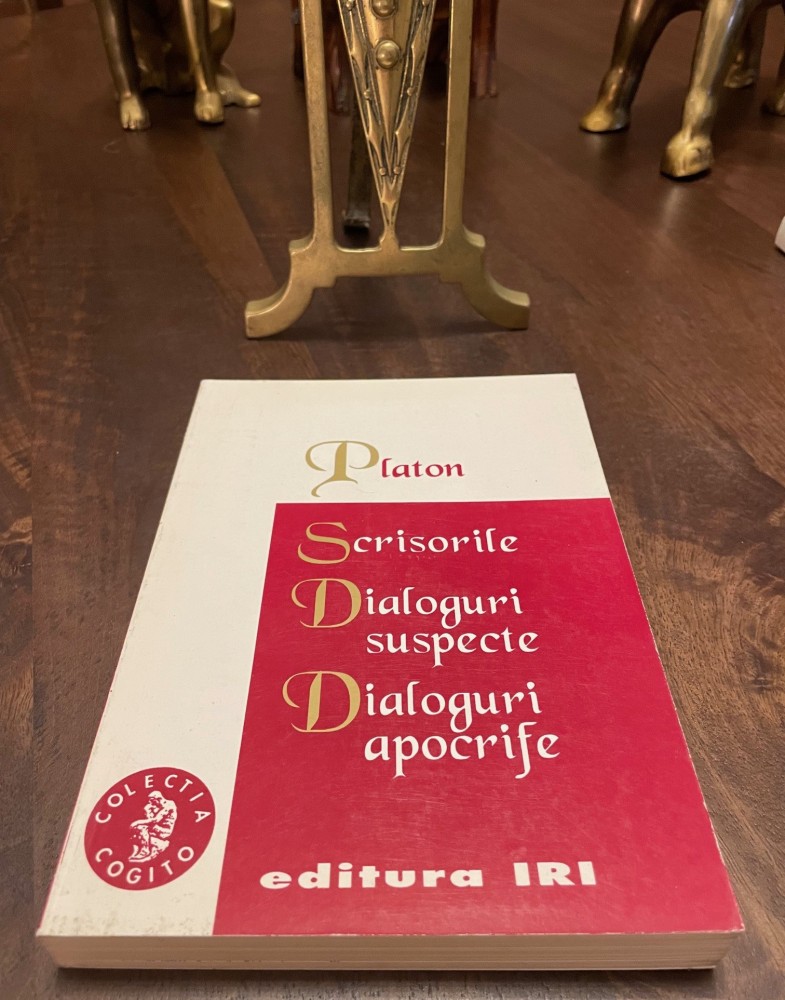 Platon
Scrisorile
Dialoguri
suspecte
Dialoguri
apocrife
COLECTIA
COGITO
editura IRI